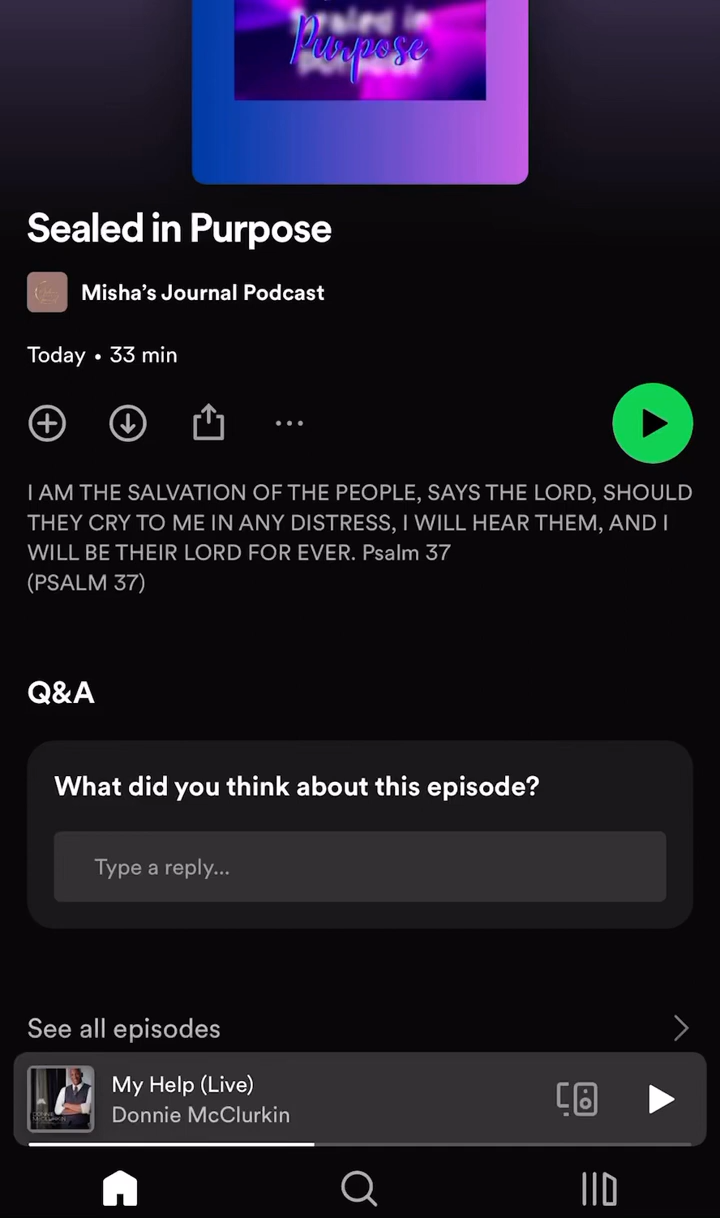 Sealed in
Purpose
Sealed in Purpose
Misha's Journal Podcast
Today • 33 min
I AM THE SALVATION OF THE PEOPLE, SAYS THE LORD, SHOULD
THEY CRY TO ME IN ANY DISTRESS, I WILL HEAR THEM, AND I
WILL BE THEIR LORD FOR EVER. Psalm 37
(PSALM 37)
Q&A
What did you think about this episode?
Type a reply...
See all episodes
My Help (Live)
Donnie McClurkin